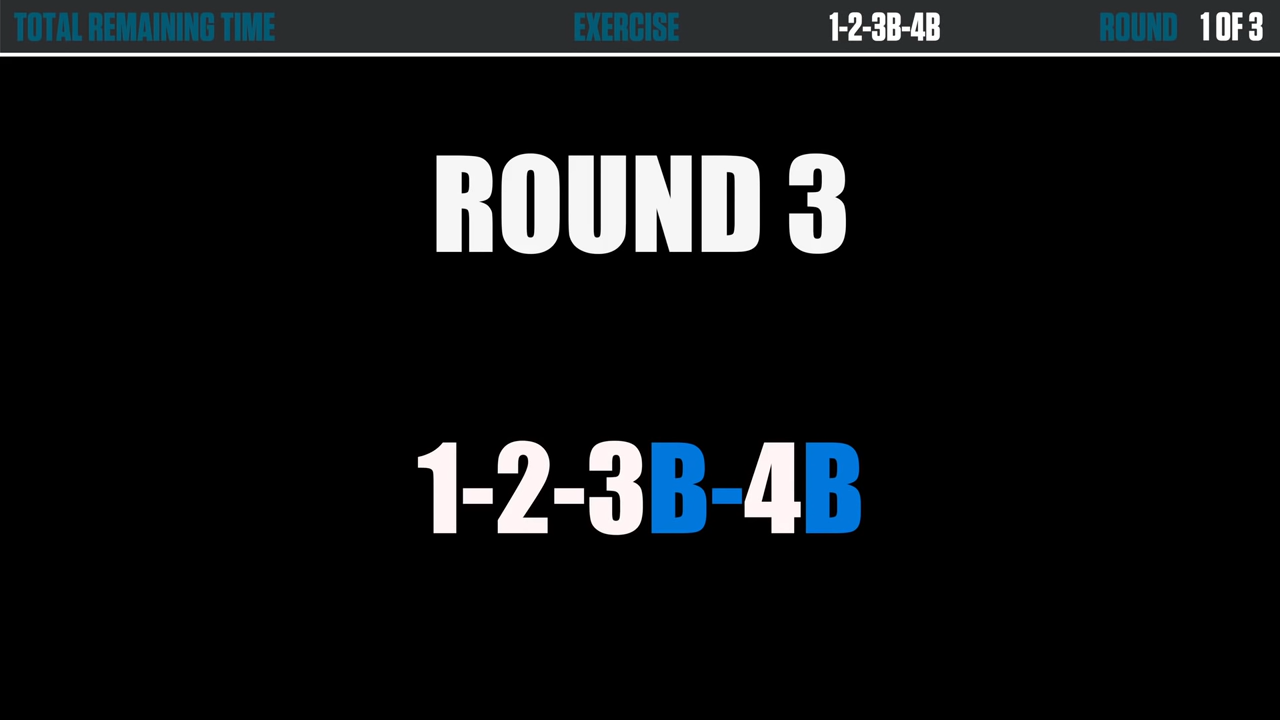 TOTAL REMAINING TIME EXERCISE 1-2-3B-4B ROUND 1 OF 3
ROUND 3
1-2-3B-4B